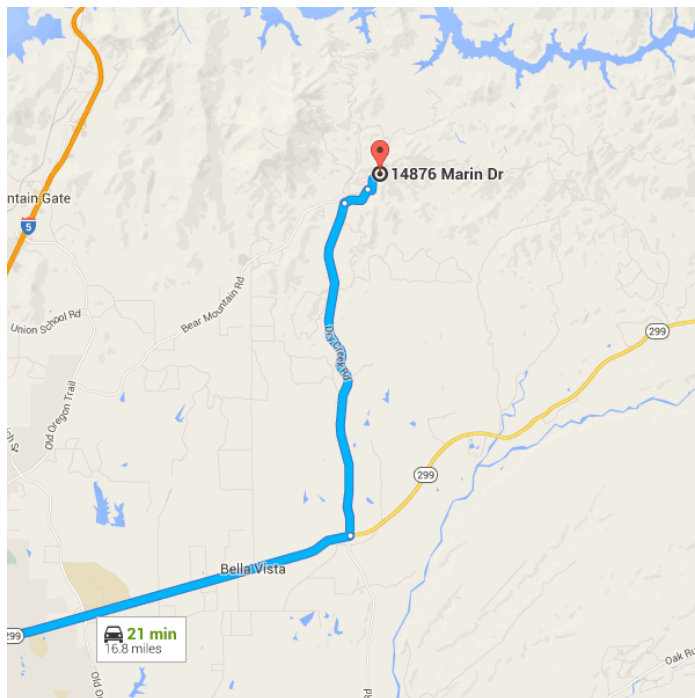 14876 Marin Dr
ntain Gate
5
Bear Mountain Rd
Union School Rd
299
Dry Creek Rd
Old Oregon Trail
299
Bella Vista
299
21 min
16.8 miles
Old O
Oak Ru